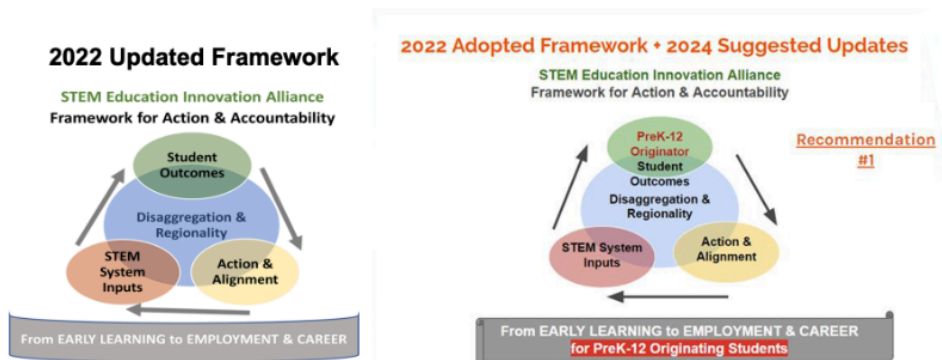 2022 Updated Framework
STEM Education Innovation Alliance
Framework for Action & Accountability
Student
Outcomes
Disaggregation &
Regionality
STEM
System
Inputs
Action &
Alignment
From EARLY LEARNING to EMPLOYMENT & CAREER
2022 Adopted Framework + 2024 Suggested Updates
STEM Education Innovation Alliance
Framework for Action & Accountability
PreK-12
Originator
Student
Outcomes
Disaggregation &
Regionality
STEM System
Inputs
Action &
Alignment
Recommendation
#1
From EARLY LEARNING to EMPLOYMENT & CAREER
for PreK-12 Originating Students